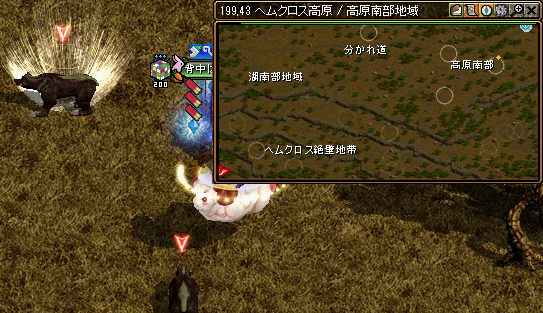 199,43 ヘムクロス高原 / 高原南部地域
分かれ道
高原南部
湖南部地域
ヘムクロス絶壁地帯
背中
200